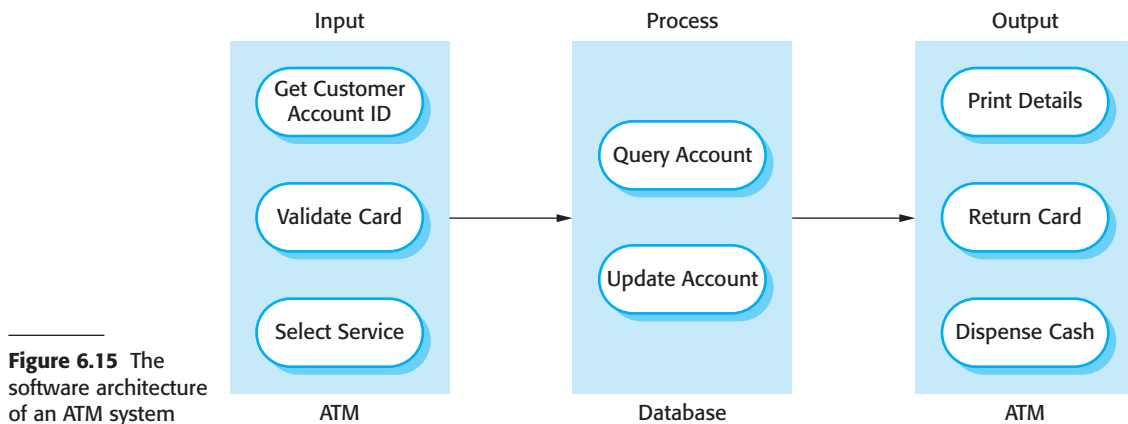 Input
Process
Output
Get Customer
Account ID
Validate Card
Select Service
Query Account
Update Account
Print Details
Return Card
Dispense Cash
ATM
Database
ATM
Figure 6.15 The
software architecture
of an ATM system